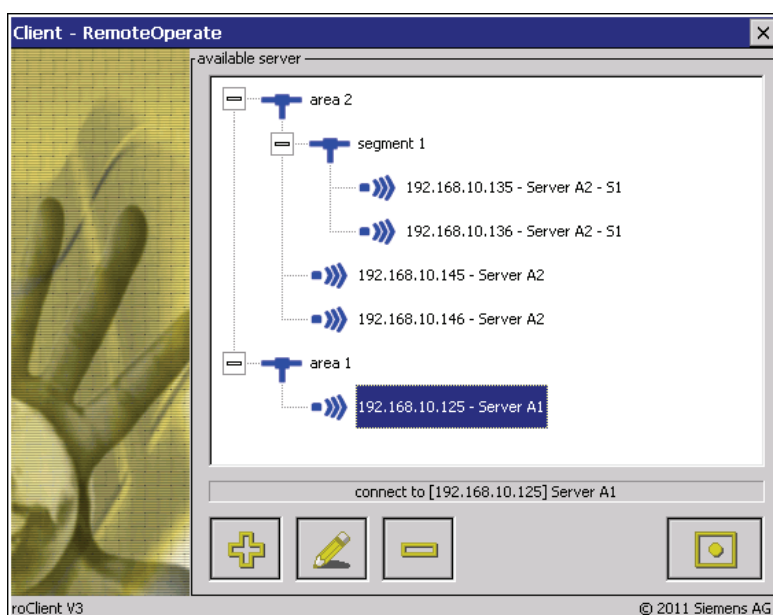 Client - RemoteOperate
available server
area 2
segment 1
192.168.10.135 - Server A2 - S1
192.168.10.136 - Server A2 - S1
192.168.10.145 - Server A2
192.168.10.146 - Server A2
area 1
192.168.10.125 - Server A1
connect to [192.168.10.125] Server A1
roClient V3
© 2011 Siemens AG